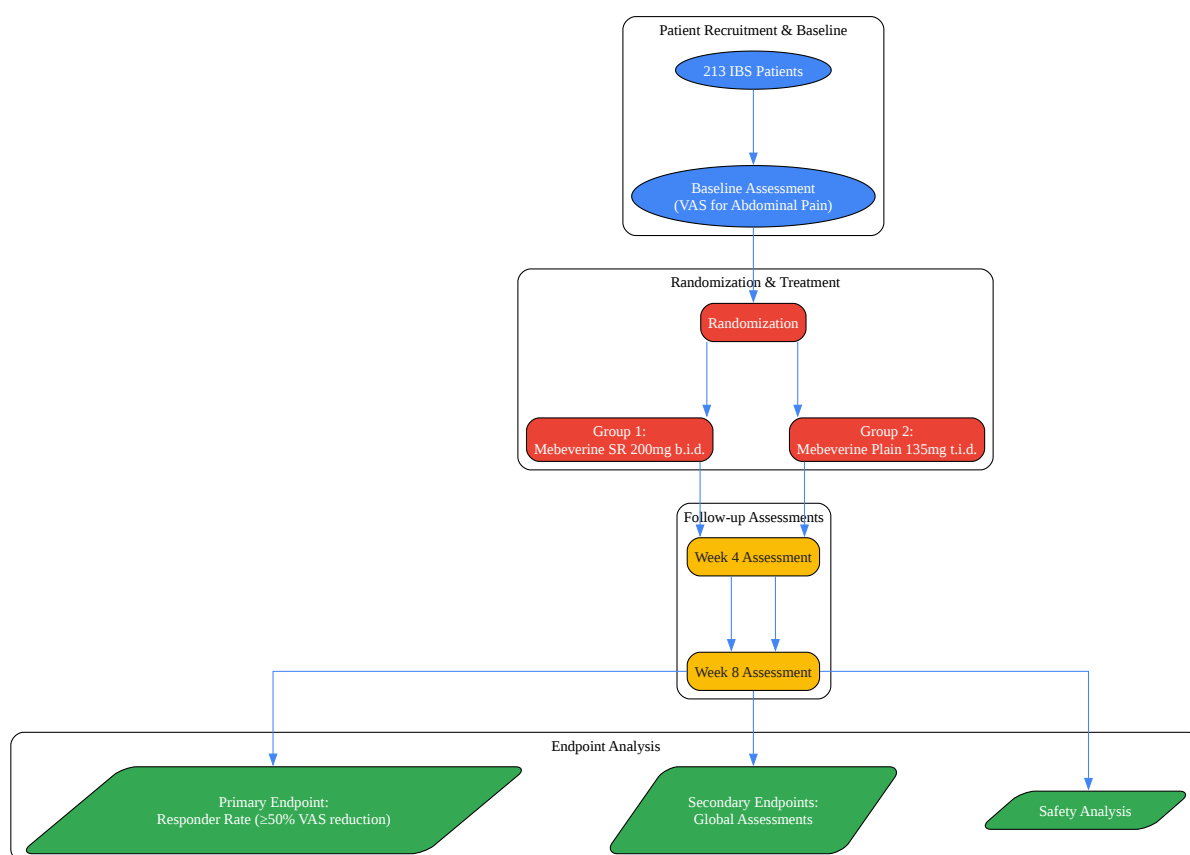 Patient Recruitment & Baseline
213 IBS Patients
Baseline Assessment
(VAS for Abdominal Pain)
Randomization & Treatment
Randomization
Group 1:
Mebeverine SR 200mg b.i.d.
Group 2:
Mebeverine Plain 135mg t.i.d.
Follow-up Assessments
Week 4 Assessment
Week 8 Assessment
Endpoint Analysis
Primary Endpoint:
Responder Rate (≥50% VAS reduction)
Secondary Endpoints:
Global Assessments
Safety Analysis